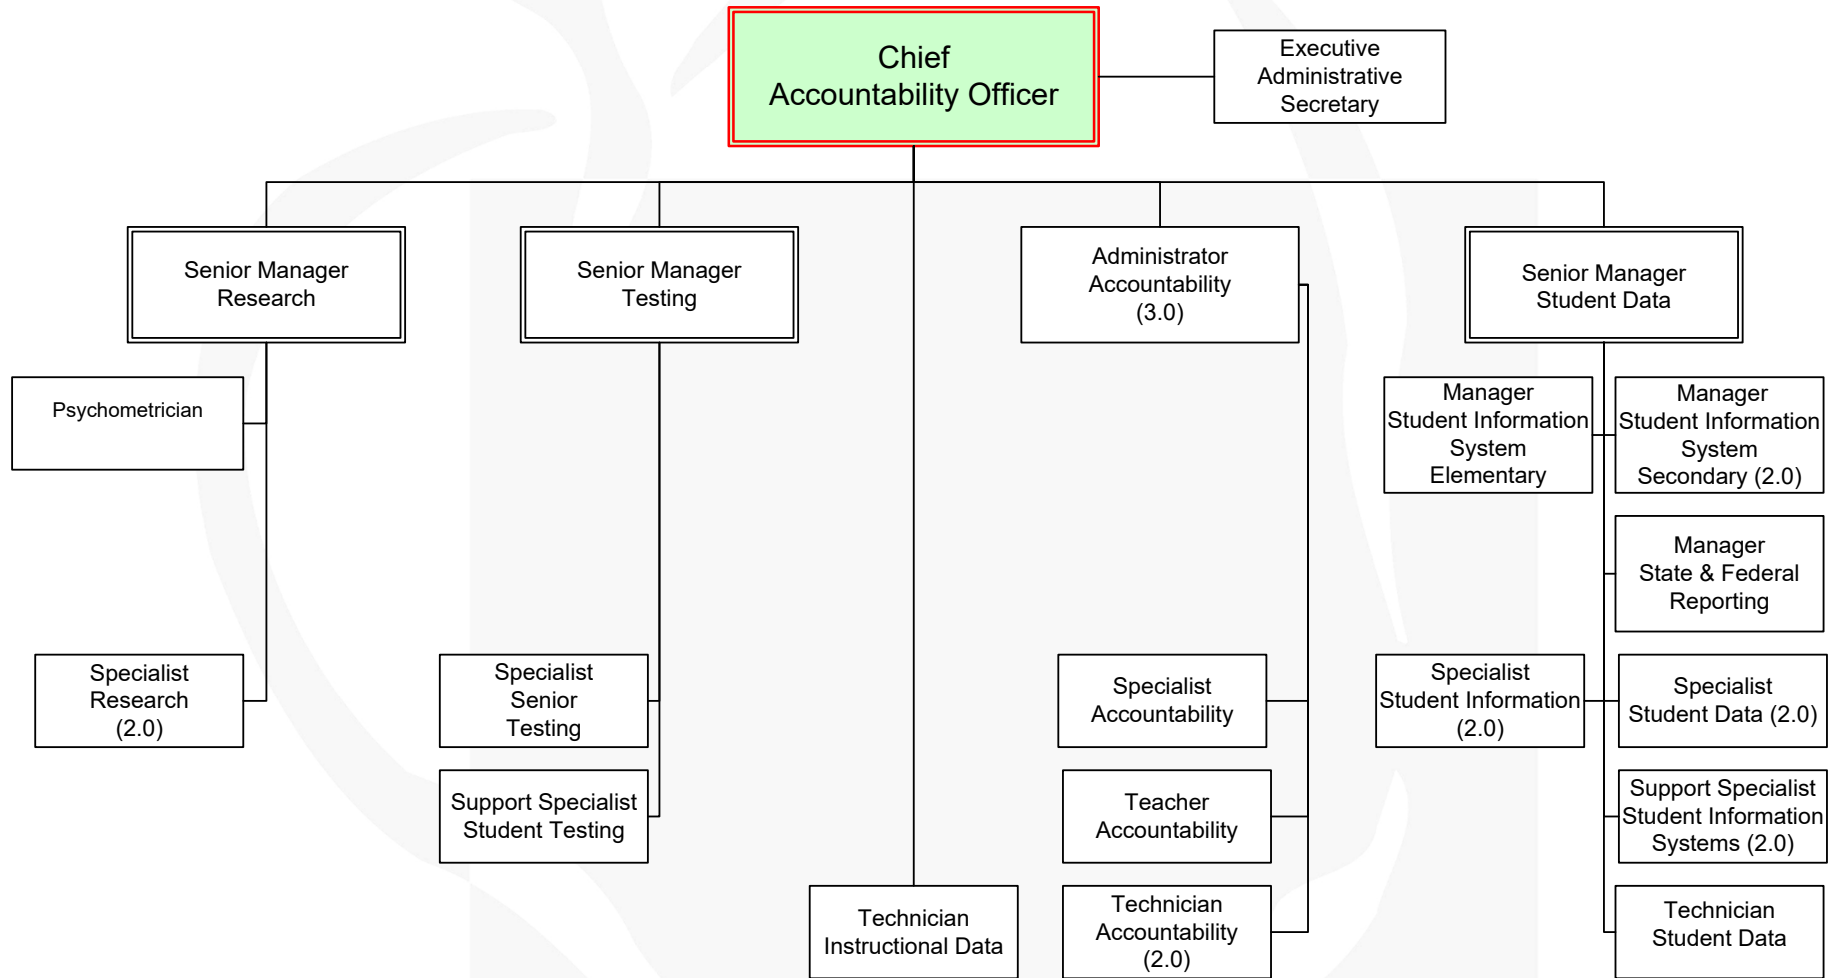 Chief
Accountability Officer
Executive
Administrative
Secretary
Senior Manager
Research
Senior Manager
Testing
Administrator
Accountability
(3.0)
Senior Manager
Student Data
Psychometrician
Manager
Student Information
System
Elementary
Manager
Student Information
System
Secondary (2.0)
Manager
State & Federal
Reporting
Specialist
Research
(2.0)
Specialist
Senior
Testing
Specialist
Accountability
Specialist
Student Information
(2.0)
Specialist
Student Data (2.0)
Support Specialist
Student Testing
Teacher
Accountability
Support Specialist
Student Information
Systems (2.0)
Technician
Instructional Data
Technician
Accountability
(2.0)
Technician
Student Data